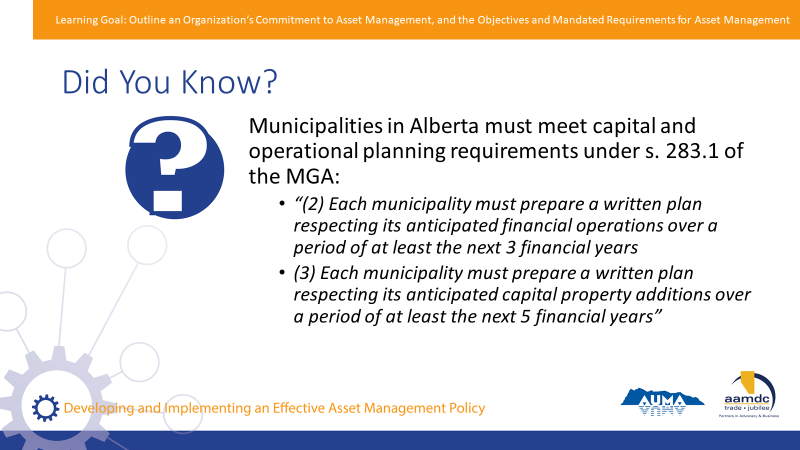 Learning Goal: Outline an Organization's Commitment to Asset Management, and the Objectives and Mandated Requirements for Asset Management
Did You Know?
?
Municipalities in Alberta must meet capital and
operational planning requirements under s. 283.1 of
the MGA:
• “(2) Each municipality must prepare a written plan
respecting its anticipated financial operations over a
period of at least the next 3 financial years
• (3) Each municipality must prepare a written plan
respecting its anticipated capital property additions over
a period of at least the next 5 financial years”
Developing and Implementing an Effective Asset Management Policy
AUMA
aamdc
trade • jubilee
Partners in Advocacy & Business